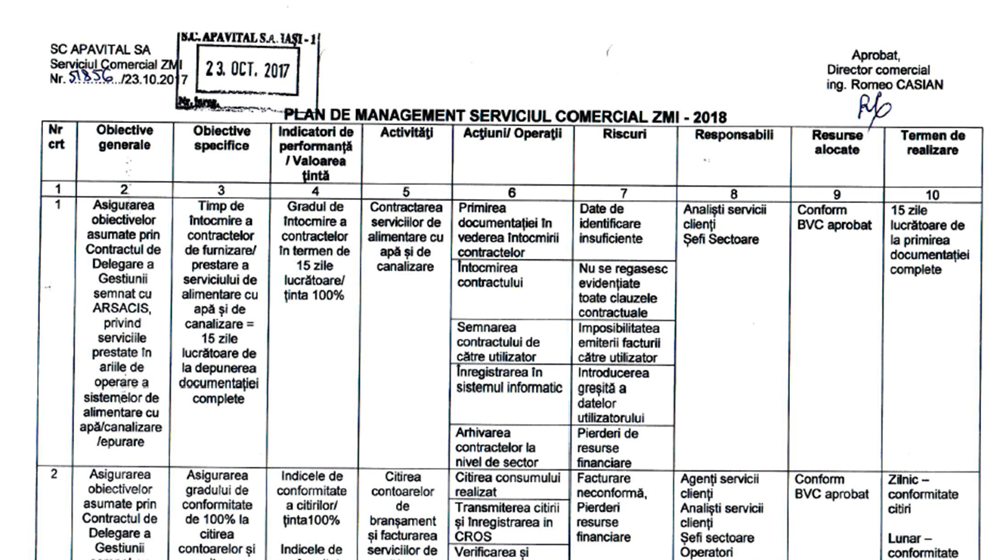 SC APAVITAL SA
Serviciul Comercial ZMI
Nr. 51856/23.10.2017
S.C. APAVITAL S.A. IAȘI - 1
23. OCT. 2017
Aprobat,
Director comercial
ing. Romeo CASIAN
PLAN DE MANAGEMENT SERVICIUL COMERCIAL ZMI - 2018
Nr
crt
Obiective
generale
Obiective
specifice
Indicatori de
performanță
/ Valoarea
țintă
Activități
Acțiuni/ Operații
Riscuri
Responsabili
Resurse
alocate
Termen de
realizare
1
2
3
4
5
6
7
8
9
10
1
Asigurarea
obiectivelor
asumate prin
Contractul de
Delegare a
Gestiunii
semnat cu
ARSACIS,
privind
serviciile
prestate în
ariile de
operare a
sistemelor de
alimentare cu
apă/canalizare
/epurare
Timp de
întocmire a
contractelor
de furnizare/
prestare a
serviciului de
alimentare cu
apă și de
canalizare =
15 zile
lucrătoare de
la depunerea
documentației
complete
Gradul de
întocmire a
contractelor
în termen de
15 zile
lucrătoare/
ținta 100%
Contractarea
serviciilor de
alimentare cu
apă și de
canalizare
Primirea
documentației în
vederea întocmirii
contractelor
Întocmirea
contractului
Semnarea
contractului de
către utilizator
Înregistrarea în
sistemul informatic
Arhivarea
contractelor la
nivel de sector
Date de
identificare
insuficiente
Nu se regasesc
evidențiate
toate clauzele
contractuale
Imposibilitatea
emiterii facturii
către utilizator
Introducerea
greșită a
datelor
utilizatorului
Pierderi de
resurse
financiare
Analiști servicii
clienți
Șefi Sectoare
Conform
BVC aprobat
15 zile
lucrătoare de
la primirea
documentației
complete
2
Asigurarea
obiectivelor
asumate prin
Contractul de
Delegare a
Gestiunii
Asigurarea
gradului de
conformitate
de 100% la
citirea
contoarelor și
Indicele de
conformitate
a citirilor/
ținta100%
Indicele de
Citirea
contoarelor
de
branșament
și facturarea
serviciilor de
Citirea consumului
realizat
Transmiterea citirii
și înregistrarea in
CROS
Verificarea și
Facturare
neconformă,
Pierderi
resurse
financiare
Agenți servicii
clienți
Analiști servicii
clienți
Șefi sectoare
Operatori
Conform
BVC aprobat
Zilnic –
conformitate
citiri
Lunar –
conformitate